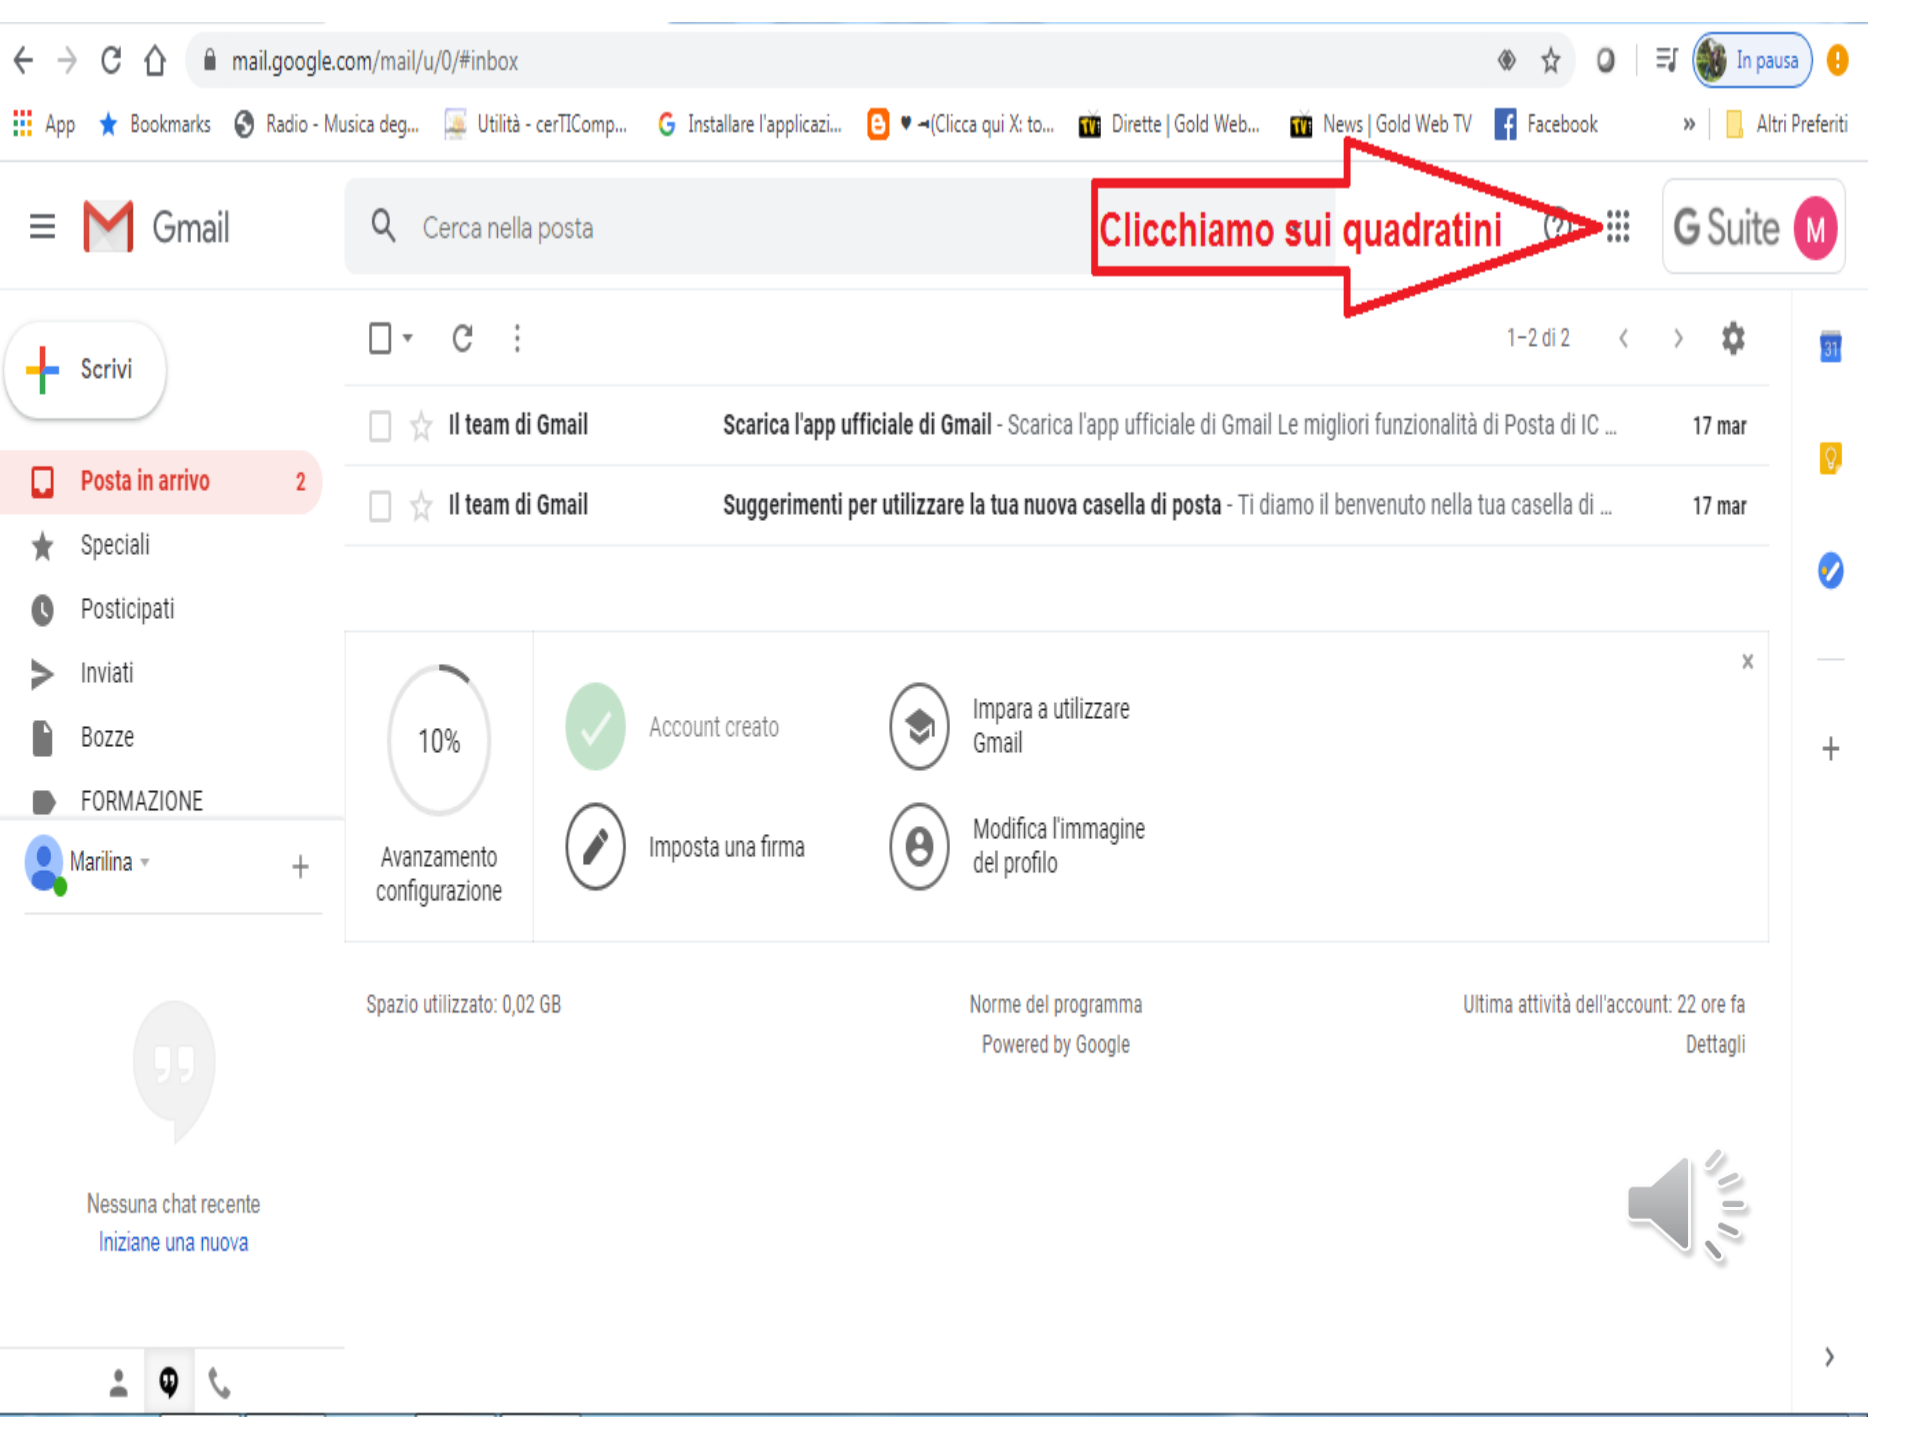 mail.google.com/mail/u/0/#inbox
In pausa
App Bookmarks Radio - Musica deg... Utilità - cerTIComp... Installare l'applicazi... ♥ ⊸(Clicca qui X: to... Dirette | Gold Web... News | Gold Web TV Facebook » Altri Preferiti
Gmail
Cerca nella posta
Clicchiamo sui quadratini
G Suite M
Scrivi
1–2 di 2
31
Il team di Gmail Scarica l'app ufficiale di Gmail - Scarica l'app ufficiale di Gmail Le migliori funzionalità di Posta di IC ... 17 mar
Posta in arrivo 2
Il team di Gmail Suggerimenti per utilizzare la tua nuova casella di posta - Ti diamo il benvenuto nella tua casella di ... 17 mar
Speciali
Posticipati
Inviati
Bozze
FORMAZIONE
Marilina
10%
Avanzamento
configurazione
Account creato
Impara a utilizzare
Gmail
Imposta una firma
Modifica l'immagine
del profilo
Spazio utilizzato: 0,02 GB
Norme del programma
Powered by Google
Ultima attività dell'account: 22 ore fa
Dettagli
Nessuna chat recente
Iniziane una nuova